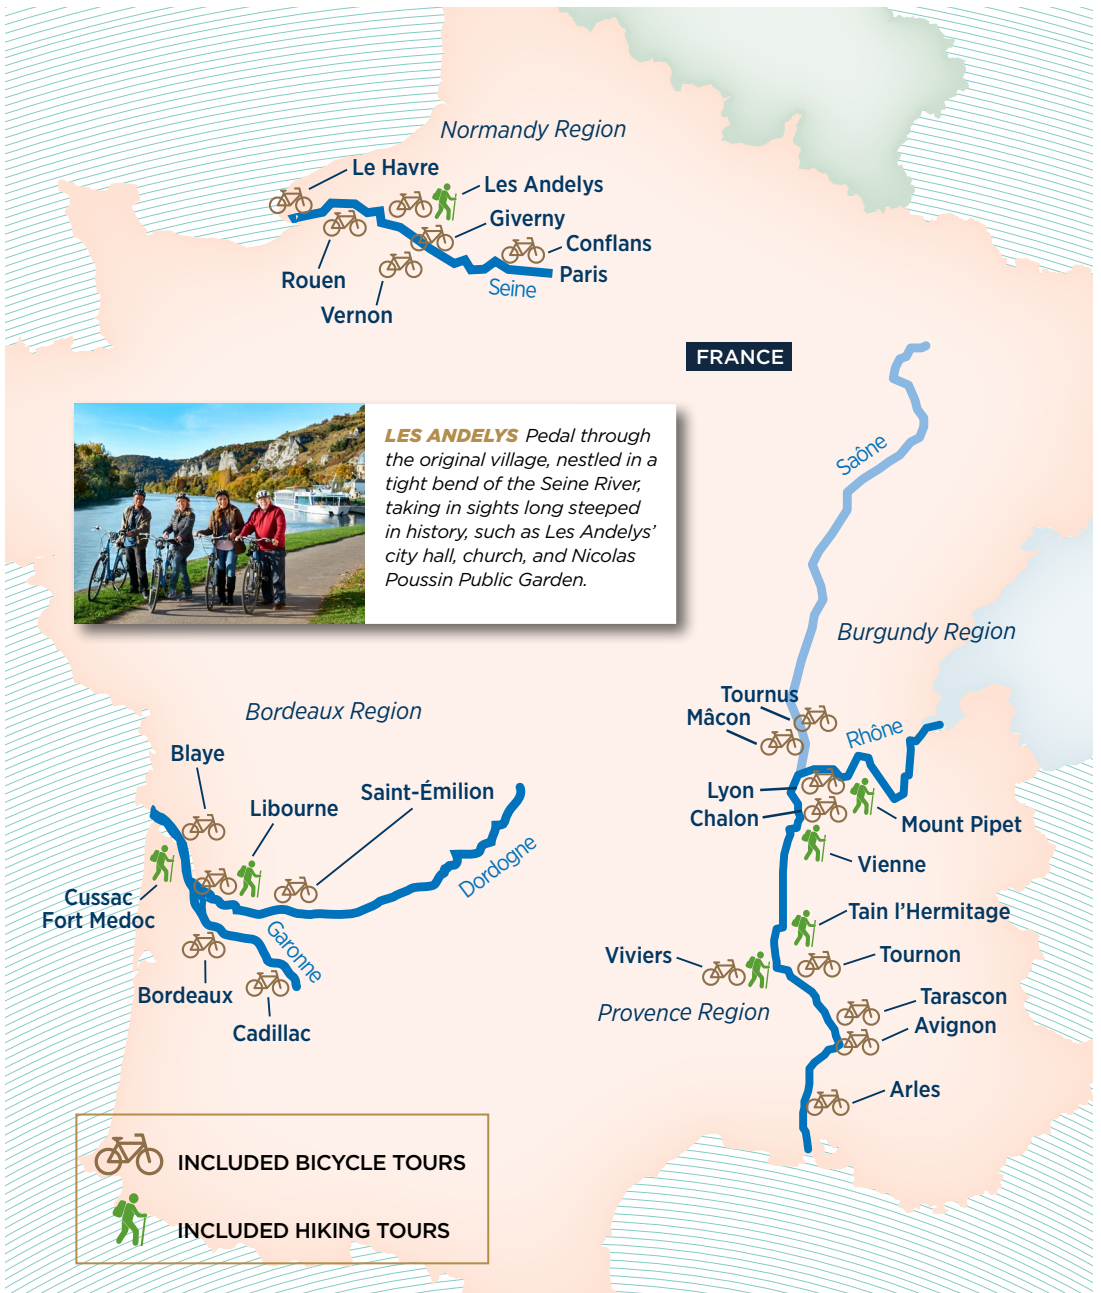 Normandy Region
Le Havre
Les Andelys
Giverny
Conflans
Paris
Rouen
Vernon
Seine
FRANCE
LES ANDELYS Pedal through
the original village, nestled in a
tight bend of the Seine River,
taking in sights long steeped
in history, such as Les Andelys'
city hall, church, and Nicolas
Poussin Public Garden.
Saône
Burgundy Region
Tournus
Mâcon
Rhône
Lyon
Chalon
Mount Pipet
Vienne
Bordeaux Region
Blaye
Libourne
Saint-Émilion
Dordogne
Cussac
Fort Medoc
Garonne
Bordeaux
Cadillac
Tain l'Hermitage
Tournon
Viviers
Provence Region
Tarascon
Avignon
Arles
INCLUDED BICYCLE TOURS
INCLUDED HIKING TOURS